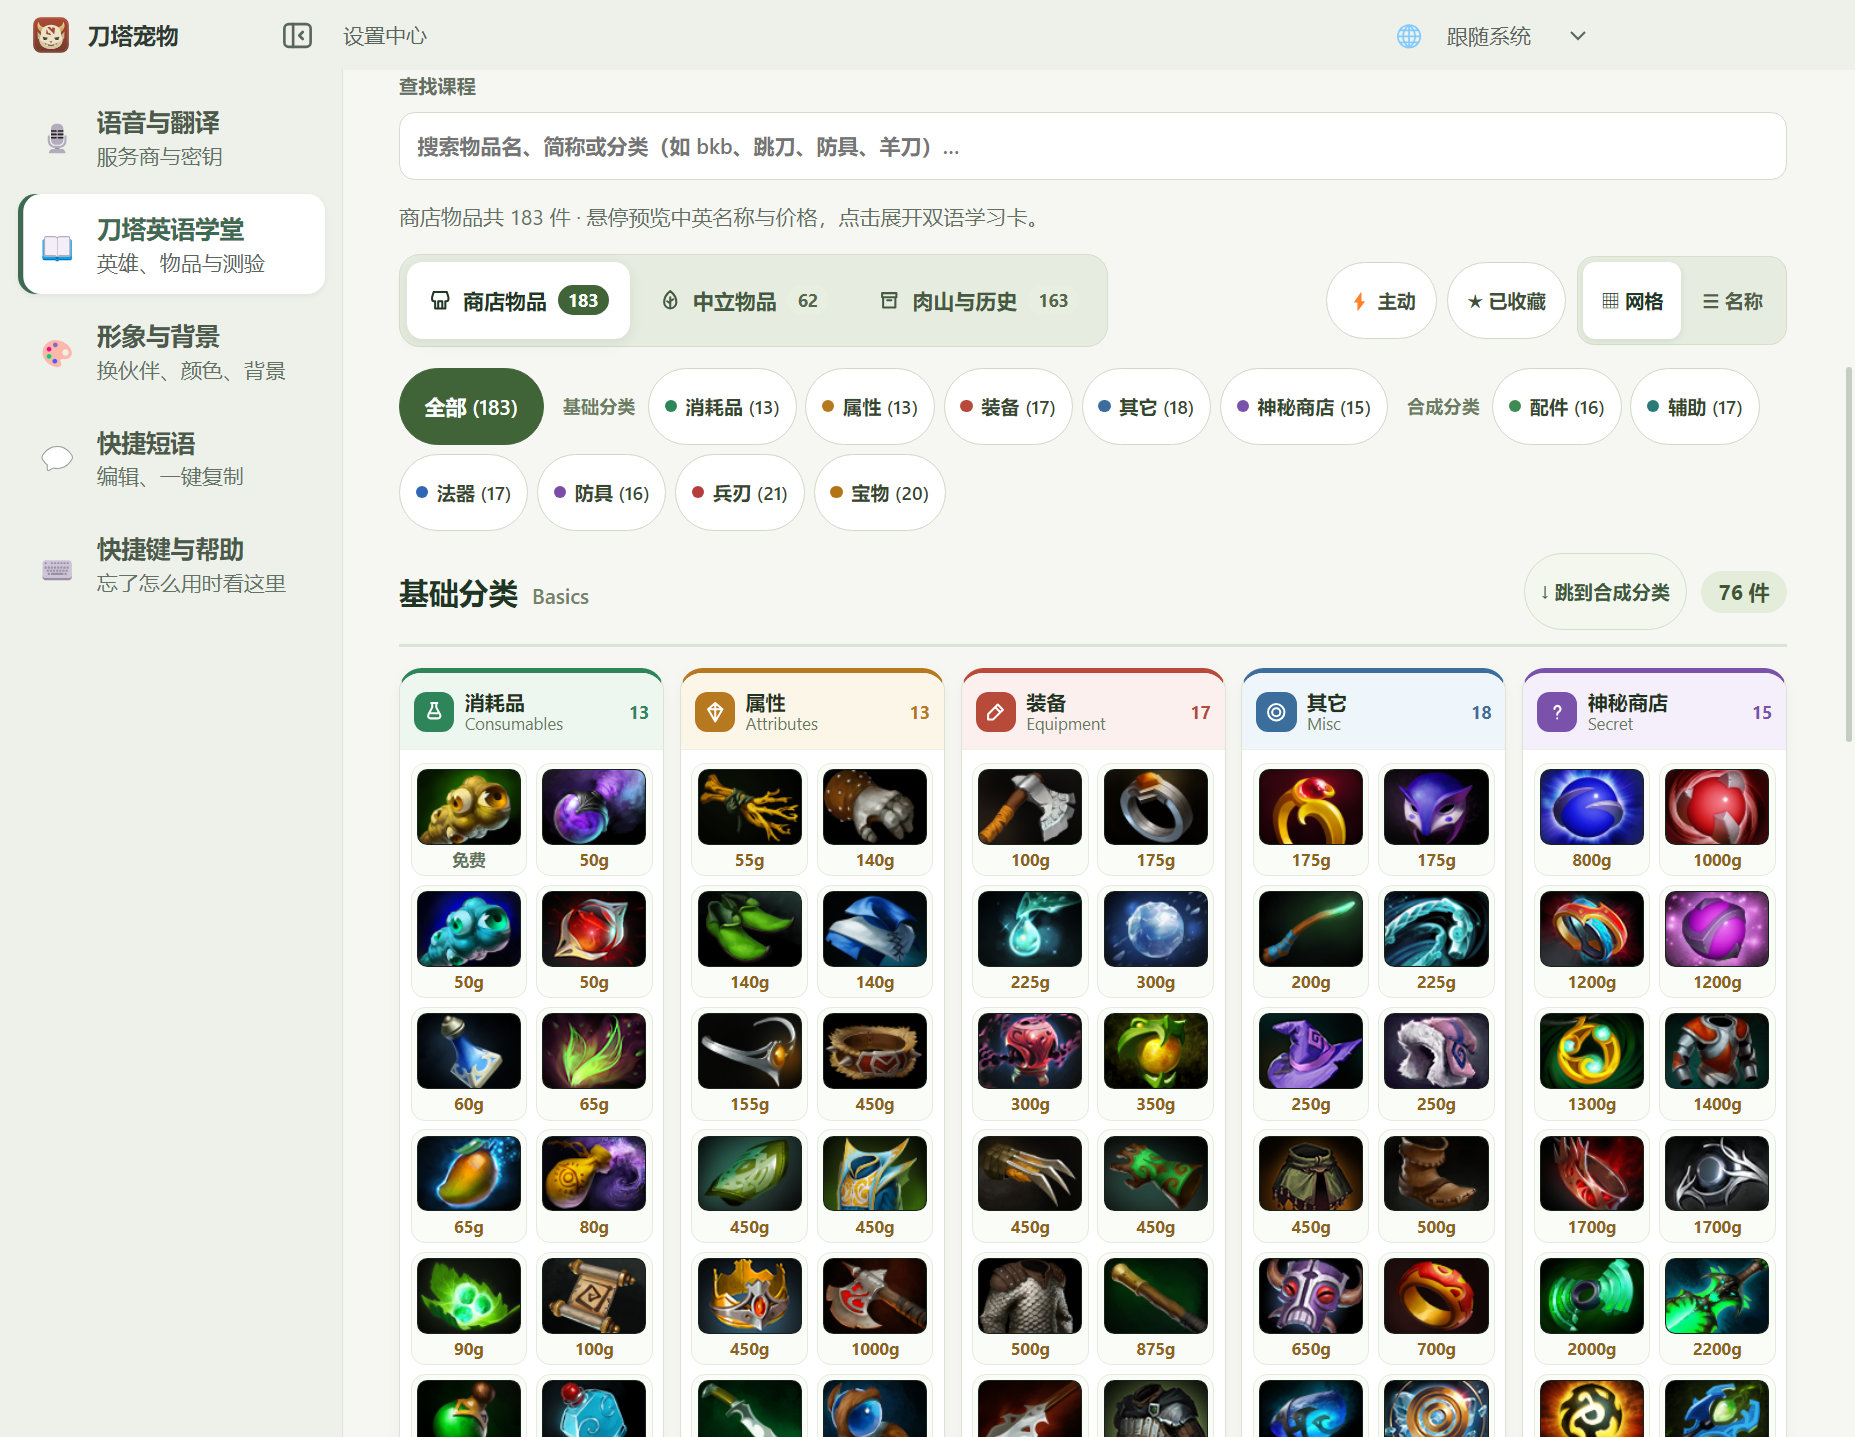 刀塔宠物
设置中心
跟随系统
语音与翻译
服务商与密钥
刀塔英语学堂
英雄、物品与测验
形象与背景
换伙伴、颜色、背景
快捷短语
编辑、一键复制
快捷键与帮助
忘了怎么用时看这里
查找课程
搜索物品名、简称或分类（如 bkb、跳刀、防具、羊刀）...
商店物品共 183 件 · 悬停预览中英名称与价格，点击展开双语学习卡。
商店物品 183 中立物品 62 肉山与历史 163
主动 ★ 已收藏 网格 ☰ 名称
全部 (183) 基础分类 消耗品 (13) 属性 (13) 装备 (17) 其它 (18) 神秘商店 (15) 合成分类 配件 (16) 辅助 (17)
法器 (17) 防具 (16) 兵刃 (21) 宝物 (20)
基础分类 Basics
↓ 跳到合成分类 76 件
消耗品 13
Consumables
属性 13
Attributes
装备 17
Equipment
其它 18
Misc
? 神秘商店 15
Secret
免费 50g 55g 140g 100g 175g 175g 175g 800g 1000g
50g 50g 140g 140g 225g 300g 200g 225g 1200g 1200g
60g 65g 155g 450g 300g 350g 250g 250g 1300g 1400g
65g 80g 450g 450g 450g 450g 450g 500g 1700g 1700g
90g 100g 450g 1000g 500g 875g 650g 700g 2000g 2200g